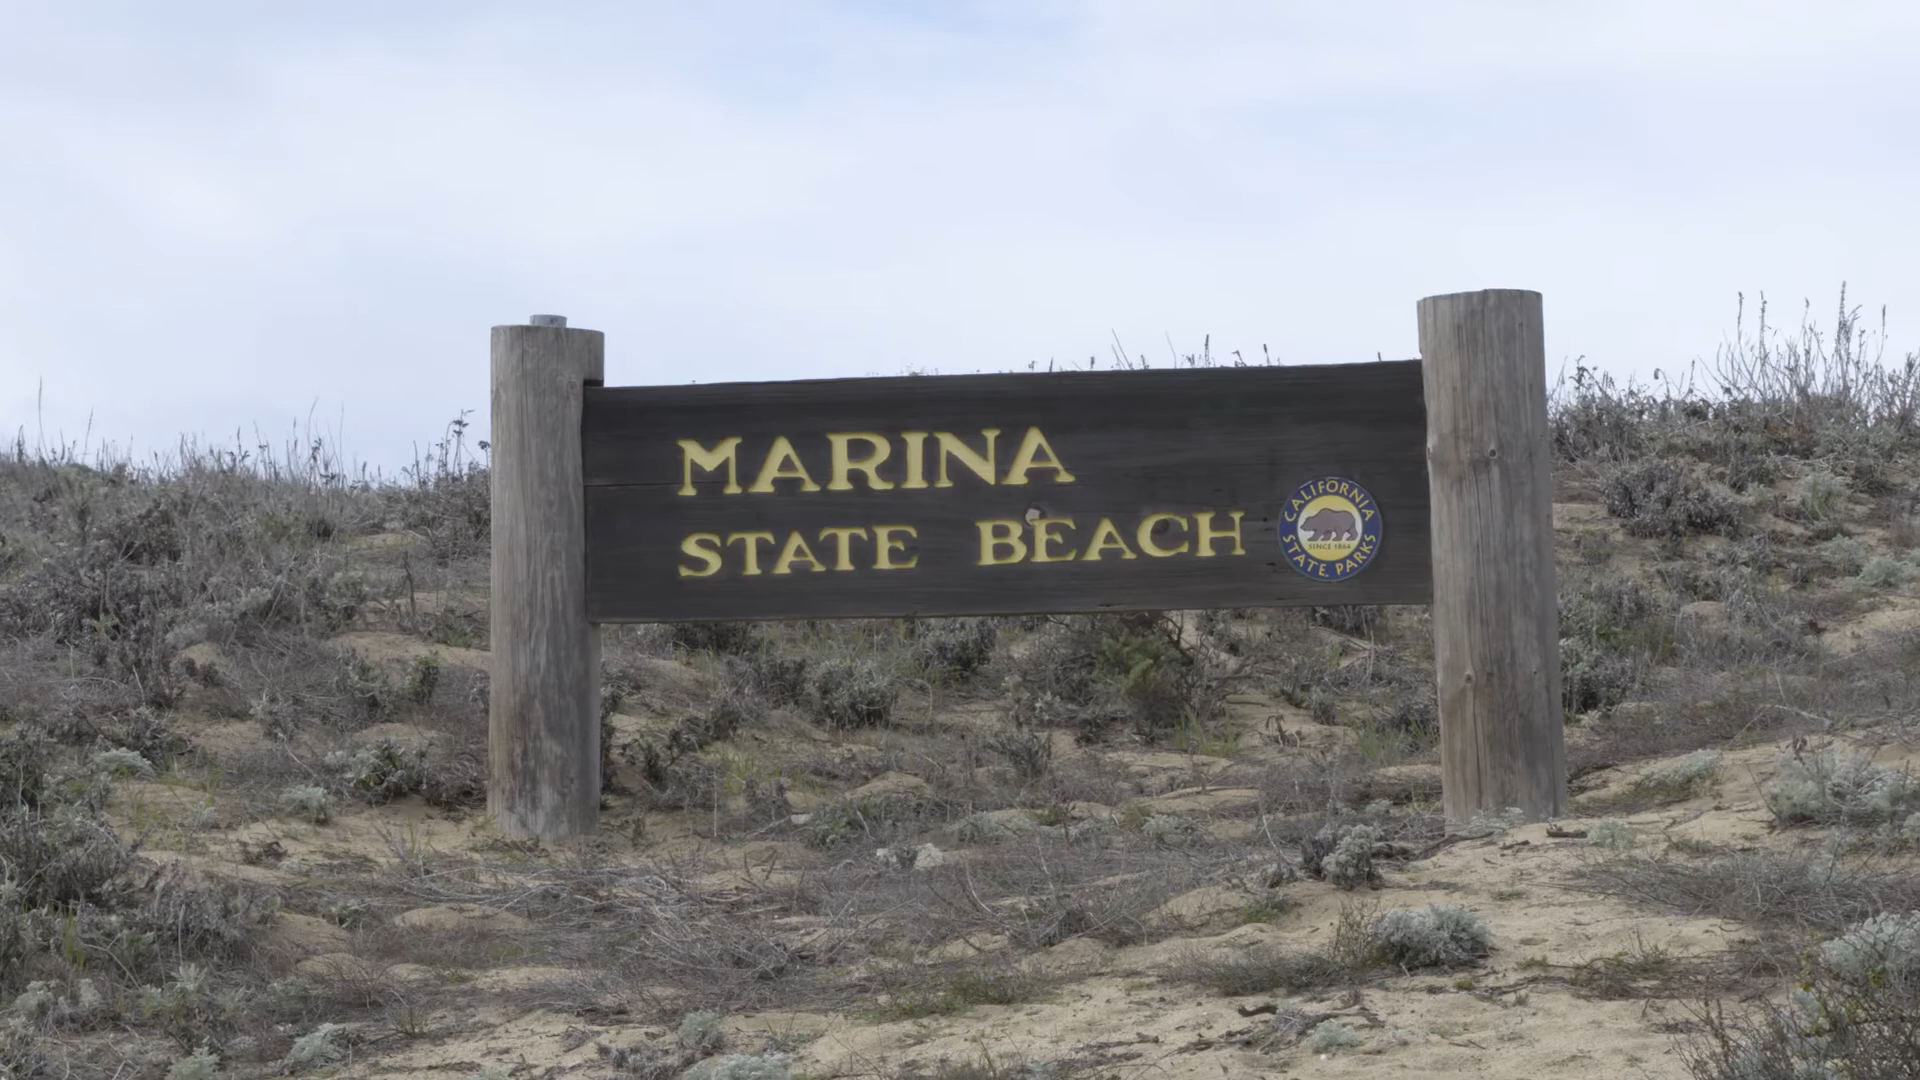 MARINA
STATE BEACH
CALIFORNIA
SINCE 1864
STATE PARKS